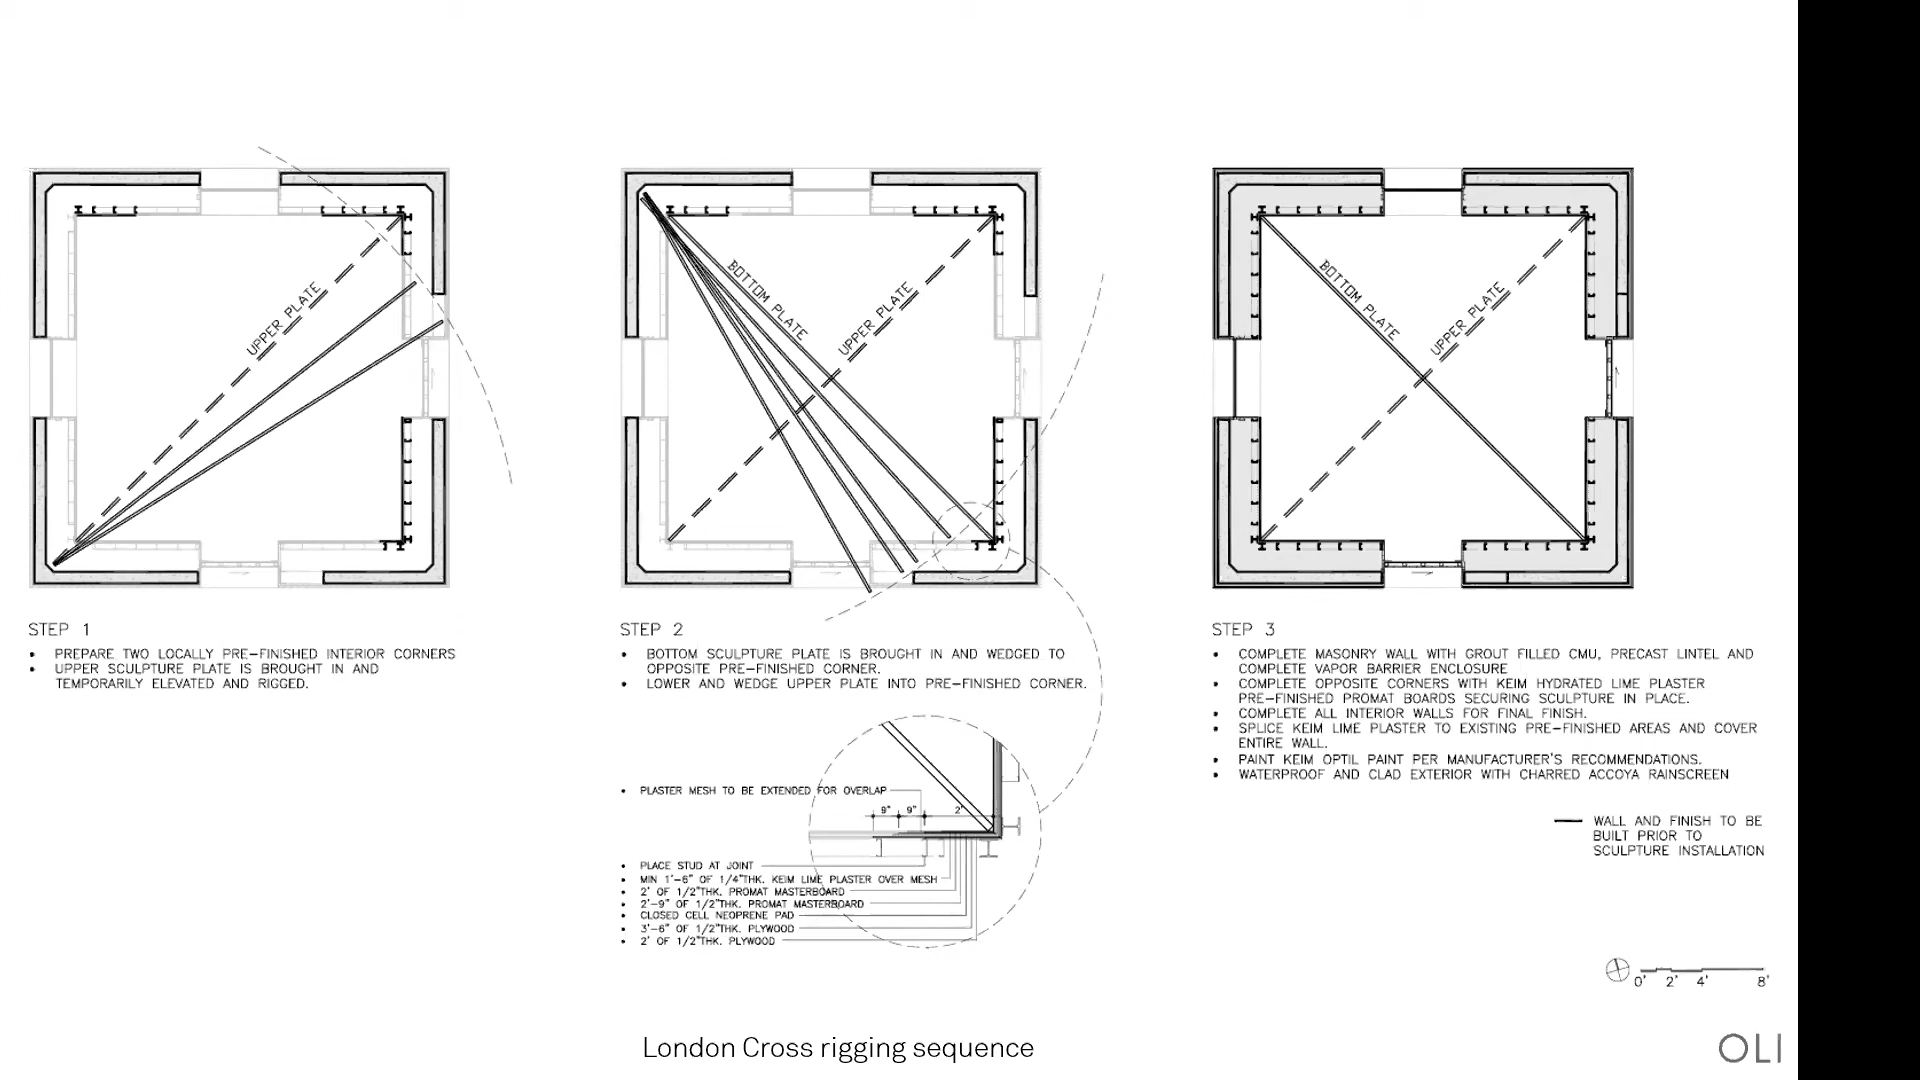 UPPER PLATE
STEP 1
• PREPARE TWO LOCALLY PRE-FINISHED INTERIOR CORNERS
• UPPER SCULPTURE PLATE IS BROUGHT IN AND
TEMPORARILY ELEVATED AND RIGGED.
BOTTOM PLATE
UPPER PLATE
STEP 2
• BOTTOM SCULPTURE PLATE IS BROUGHT IN AND WEDGED TO
OPPOSITE PRE-FINISHED CORNER.
• LOWER AND WEDGE UPPER PLATE INTO PRE-FINISHED CORNER.
• PLASTER MESH TO BE EXTENDED FOR OVERLAP
9" 9" 2'
• PLACE STUD AT JOINT
• MIN 1'-6" OF 1/4"THK. KEIM LIME PLASTER OVER MESH
• 2' OF 1/2"THK. PROMAT MASTERBOARD
• 2'-9" OF 1/2"THK. PROMAT MASTERBOARD
• CLOSED CELL NEOPRENE PAD
• 3'-6" OF 1/2"THK. PLYWOOD
• 2' OF 1/2"THK. PLYWOOD
BOTTOM PLATE
UPPER PLATE
STEP 3
• COMPLETE MASONRY WALL WITH GROUT FILLED CMU, PRECAST LINTEL AND
COMPLETE VAPOR BARRIER ENCLOSURE
• COMPLETE OPPOSITE CORNERS WITH KEIM HYDRATED LIME PLASTER
PRE-FINISHED PROMAT BOARDS SECURING SCULPTURE IN PLACE.
• COMPLETE ALL INTERIOR WALLS FOR FINAL FINISH.
• SPLICE KEIM LIME PLASTER TO EXISTING PRE-FINISHED AREAS AND COVER
ENTIRE WALL.
• PAINT KEIM OPTIL PAINT PER MANUFACTURER'S RECOMMENDATIONS.
• WATERPROOF AND CLAD EXTERIOR WITH CHARRED ACCOYA RAINSCREEN
WALL AND FINISH TO BE
BUILT PRIOR TO
SCULPTURE INSTALLATION
0' 2' 4' 8'
London Cross rigging sequence
OLI